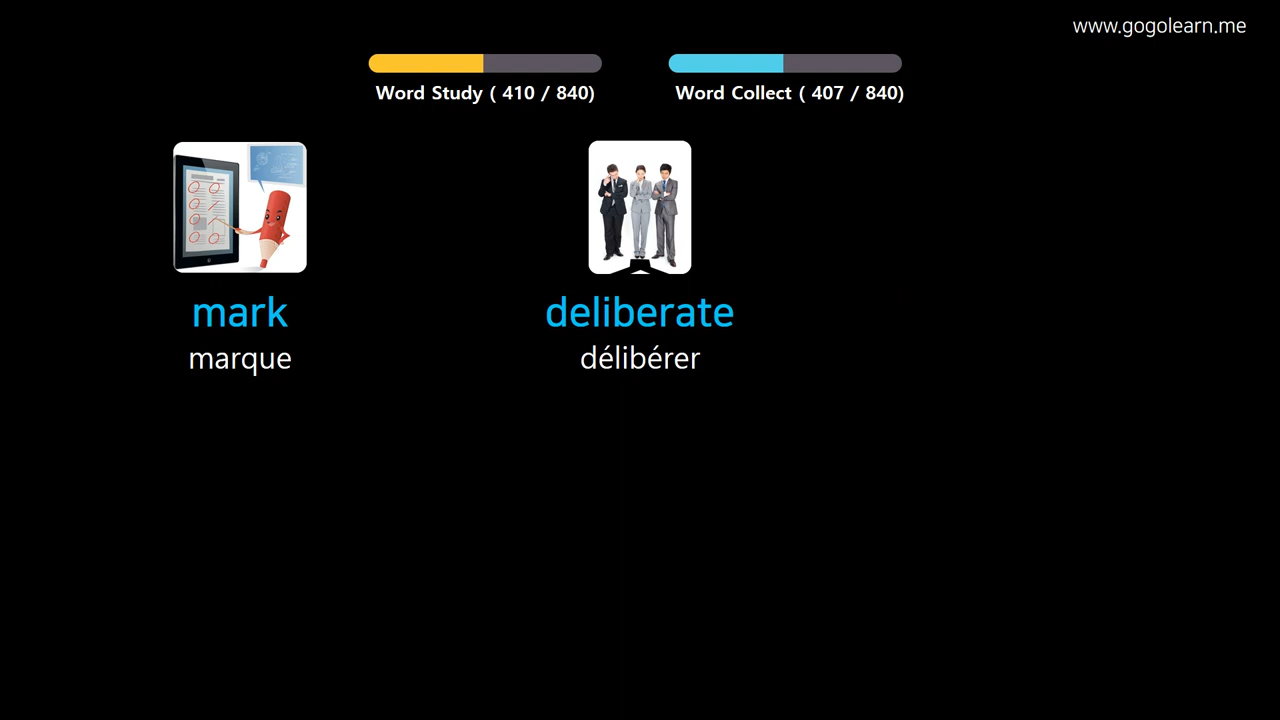 www.gogolearn.me
Word Study ( 410 / 840)
Word Collect ( 407 / 840)
mark
marque
deliberate
délibérer